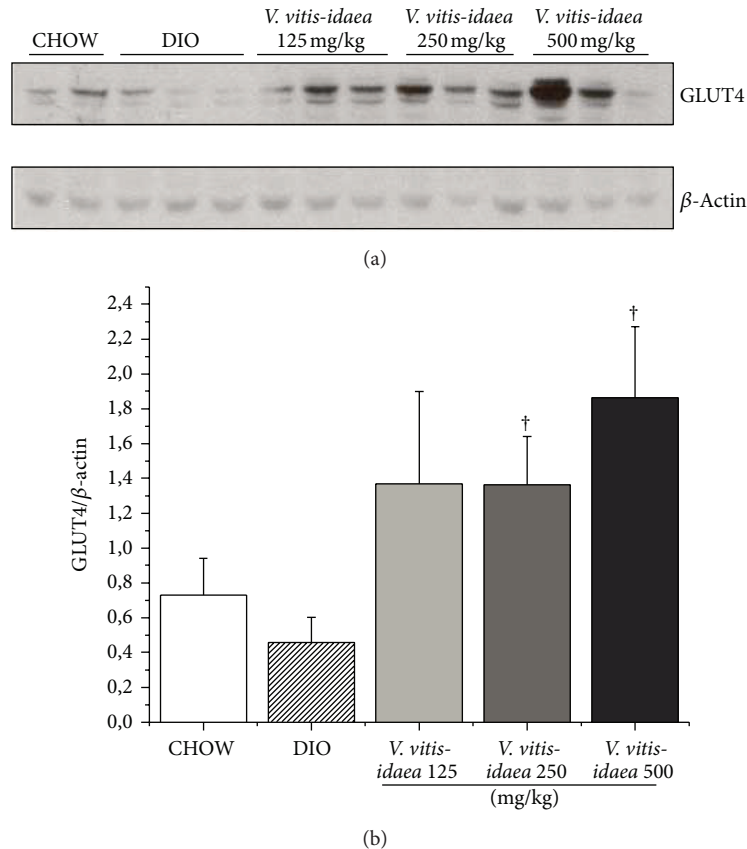 V. vitis-idaea V. vitis-idaea V. vitis-idaea
CHOW DIO 125 mg/kg 250 mg/kg 500 mg/kg
GLUT4
β-Actin
(a)
2,4
2,2
2,0
1,8
1,6
1,4
1,2
1,0
0,8
0,6
0,4
0,2
0,0
GLUT4/β-actin
†
†
CHOW DIO V. vitis- V. vitis- V. vitis-
idaea 125 idaea 250 idaea 500
(mg/kg)
(b)